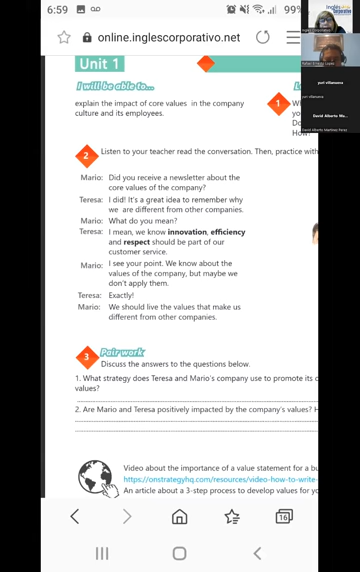 6:59
99%
online.inglescorporativo.net
Unit 1
I will be able to...
explain the impact of core values in the company
culture and its employees.
1
2
Listen to your teacher read the conversation. Then, practice with
Mario: Did you receive a newsletter about the
core values of the company?
Teresa: I did! It's a great idea to remember why
we are different from other companies.
Mario: What do you mean?
Teresa: I mean, we know innovation, efficiency
and respect should be part of our
customer service.
Mario: I see your point. We know about the
values of the company, but maybe we
don't apply them.
Teresa: Exactly!
Mario: We should live the values that make us
different from other companies.
3
Pair work
Discuss the answers to the questions below.
1. What strategy does Teresa and Mario's company use to promote its c
values?
2. Are Mario and Teresa positively impacted by the company's values? H
Video about the importance of a value statement for a bu
https://onstrategyhq.com/resources/video-how-to-write-
An article about a 3-step process to develop values for yo
16
yuri villanueva
yuri villanueva
David Alberto Ma...
David Alberto Martinez Perez